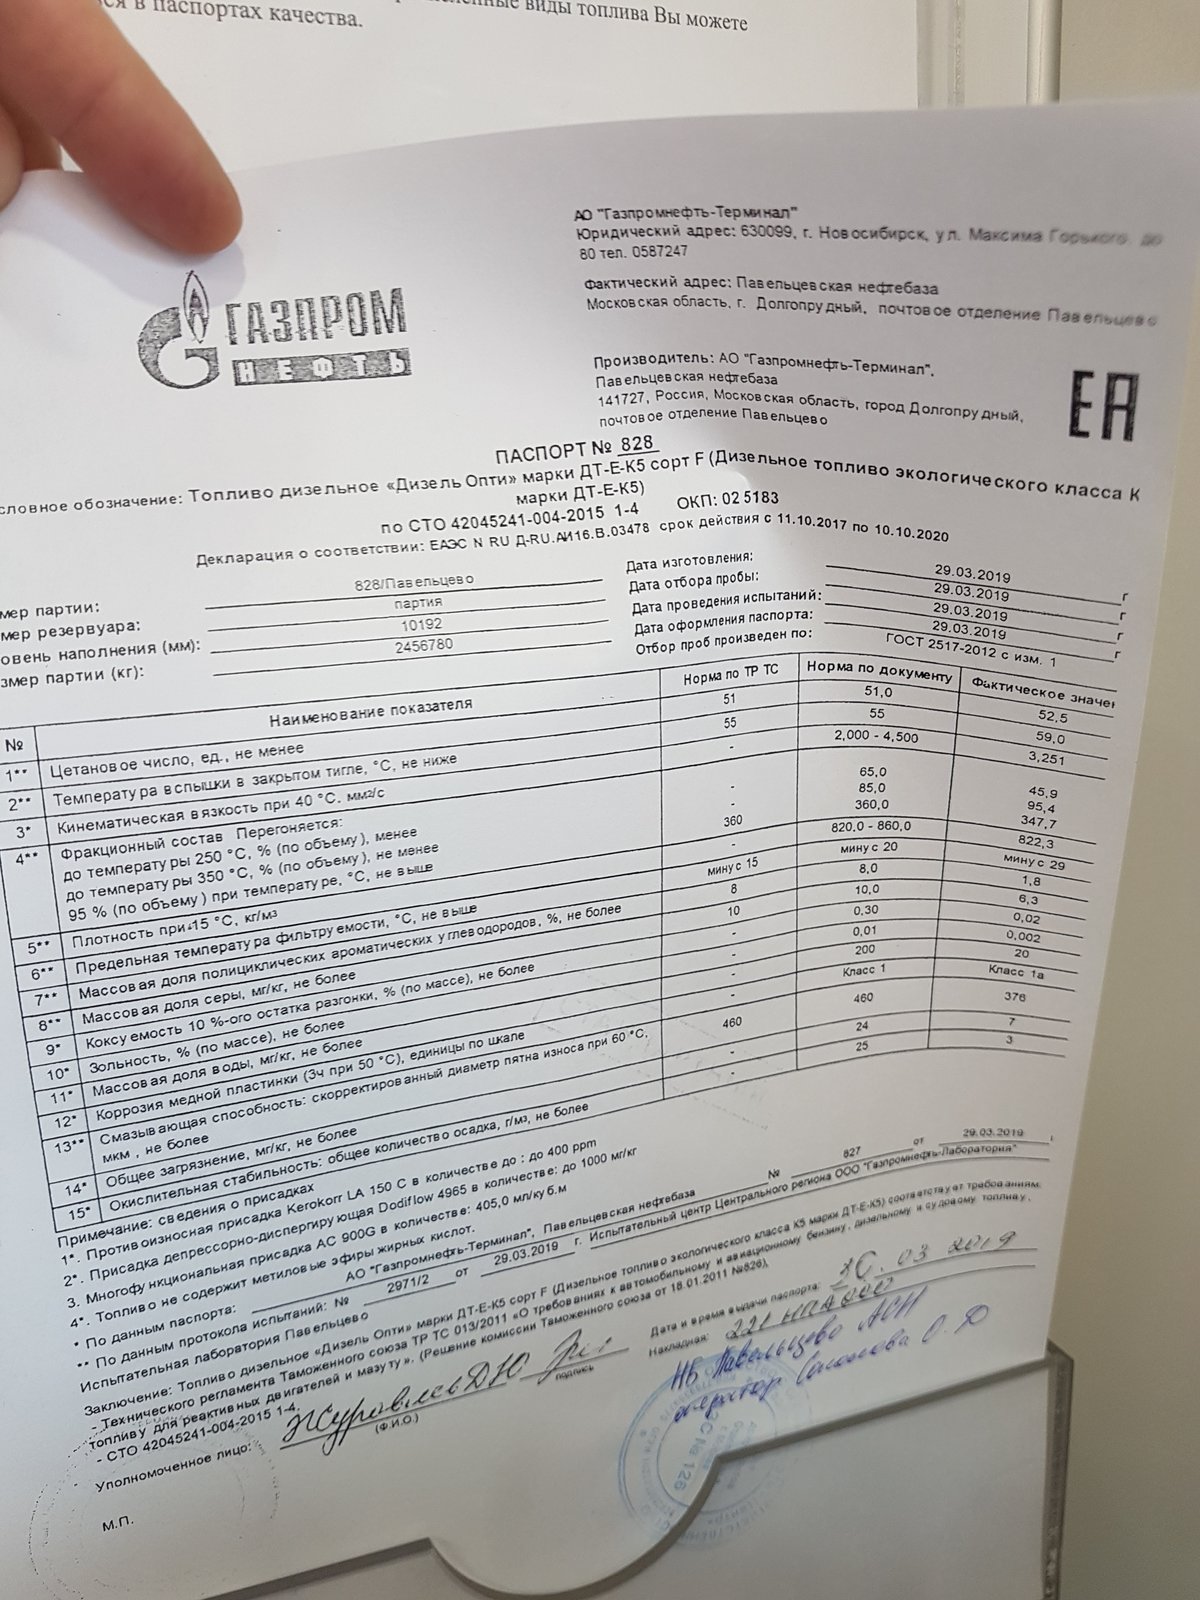 ся в паспортах качества.
виды топлива Вы можете
ГАЗПРОМ
НЕФТЬ
АО "Газпромнефть-Терминал"
Юридический адрес: 630099, г. Новосибирск, ул. Максима Горького, до
80 тел. 0587247
Фактический адрес: Павельцевская нефтебаза
Московская область, г. Долгопрудный, почтовое отделение Павельцево
Производитель: АО "Газпромнефть-Терминал",
Павельцевская нефтебаза
141727, Россия, Московская область, город Долгопрудный,
почтовое отделение Павельцево
ЕАС
ПАСПОРТ № 828
словное обозначение: Топливо дизельное «Дизель Опти» марки ДТ-Е-К5 сорт F (Дизельное топливо экологического класса К
марки ДТ-Е-К5)
по СТО 42045241-004-2015 1-4 ОКП: 02 5183
Декларация о соответствии: ЕАЭС N RU Д-RU.АИ16.В.03478 срок действия с 11.10.2017 по 10.10.2020
мер партии: 828/Павельцево
мер резервуара: партия
овень наполнения (мм): 10192
змер партии (кг): 2456780
Дата изготовления: 29.03.2019 г
Дата отбора пробы: 29.03.2019
Дата проведения испытаний: 29.03.2019 г
Дата оформления паспорта: 29.03.2019 г
Отбор проб произведен по: ГОСТ 2517-2012 с изм. 1
№ Наименование показателя Норма по ТР ТС Норма по документу Фактическое значен
1** Цетановое число, ед., не менее 51 51,0 52,5
2** Температура вспышки в закрытом тигле, °С, не ниже 55 55 59,0
3* Кинематическая вязкость при 40 °С. мм2/с - 2,000 - 4,500 3,251
4** Фракционный состав Перегоняется:
до температуры 250 °С, % (по объему), менее - 65,0 45,9
до температуры 350 °С, % (по объему), не менее - 85,0 95,4
95 % (по объему) при температуре, °С, не выше 360 360,0 347,7
5** Плотность при 15 °С, кг/м3 - 820,0 - 860,0 822,3
6** Предельная температура фильтруемости, °С, не выше минус 15 минус 20 минус 29
7** Массовая доля полициклических ароматических углеводородов, %, не более 8 8,0 1,8
8** Массовая доля серы, мг/кг, не более 10 10,0 6,3
9* Коксуемость 10 %-ого остатка разгонки, % (по массе), не более - 0,30 0,02
10* Зольность, % (по массе), не более - 0,01 0,002
11* Массовая доля воды, мг/кг, не более - 200 20
12* Коррозия медной пластинки (3ч при 50 °С), единицы по шкале - Класс 1 Класс 1а
13** Смазывающая способность: скорректированный диаметр пятна износа при 60 °С,
мкм , не более 460 460 376
14* Общее загрязнение, мг/кг, не более - 24 7
15* Окислительная стабильность: общее количество осадка, г/м3, не более - 25 3
Примечание: сведения о присадках
1*. Противоизносная присадка Kerokorr LA 150 C в количестве до : до 400 ppm
2*. Присадка депрессорно-диспергирующая Dodiflow 4965 в количестве: до 1000 мг/кг
3. Многофункциональная присадка AC 900G в количестве: 405,0 мл/куб.м
4*. Топливо не содержит метиловые эфиры жирных кислот.
* По данным паспорта: АО "Газпромнефть-Терминал", Павельцевская нефтебаза № 827 от 29.03.2019
** По данным протокола испытаний: № 2971/2 от 29.03.2019 г. Испытательный центр Центрального региона ООО "Газпромнефть-Лаборатория"
Испытательная лаборатория Павельцево
Заключение: Топливо дизельное «Дизель Опти» марки ДТ-Е-К5 сорт F (Дизельное топливо экологического класса К5 марки ДТ-Е-К5) соответствует требованиям:
- Технического регламента Таможенного союза ТР ТС 013/2011 «О требованиях к автомобильному и авиационному бензину, дизельному и судовому топливу,
топливу для реактивных двигателей и мазуту». (Решение комиссии Таможенного союза от 18.01.2011 №826),
- СТО 42045241-004-2015 1-4.
Уполномоченное лицо: Журавлев Д.Ю
(Ф.И.О.) подпись
Дата и время выдачи паспорта: 30. 03 2019
Накладная: 221
НБ Павельцево АСН
оператор
М.П.
№ 126